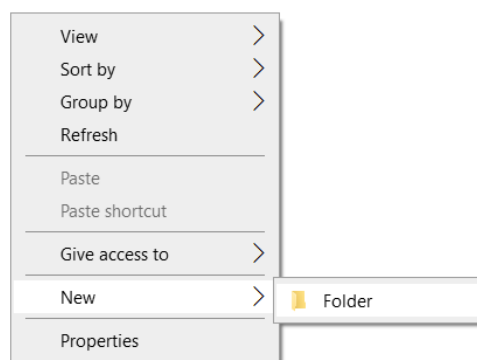 View
Sort by
Group by
Refresh
Paste
Paste shortcut
Give access to
New
Folder
Properties